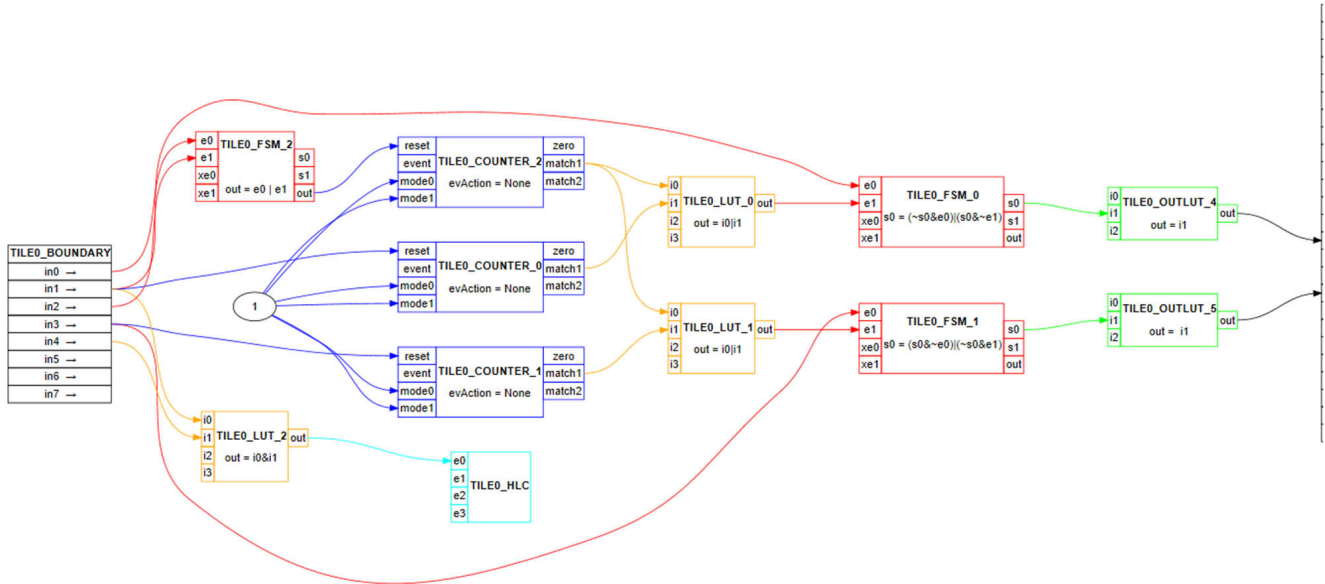 TILE0_BOUNDARY
in0 →
in1 →
in2 →
in3 →
in4 →
in5 →
in6 →
in7 →
e0
e1
xe0
xe1
TILE0_FSM_2
out = e0 | e1
s0
s1
out
1
i0
i1
i2
i3
TILE0_LUT_2
out = i0&i1
out
reset
event
mode0
mode1
TILE0_COUNTER_2
evAction = None
zero
match1
match2
reset
event
mode0
mode1
TILE0_COUNTER_0
evAction = None
zero
match1
match2
reset
event
mode0
mode1
TILE0_COUNTER_1
evAction = None
zero
match1
match2
e0
e1
e2
e3
TILE0_HLC
i0
i1
i2
i3
TILE0_LUT_0
out = i0|i1
out
i0
i1
i2
i3
TILE0_LUT_1
out = i0|i1
out
e0
e1
xe0
xe1
TILE0_FSM_0
s0 = (~s0&e0)|(s0&~e1)
s0
s1
out
e0
e1
xe0
xe1
TILE0_FSM_1
s0 = (s0&~e0)|(~s0&e1)
s0
s1
out
i0
i1
i2
TILE0_OUTLUT_4
out = i1
out
i0
i1
i2
TILE0_OUTLUT_5
out = i1
out